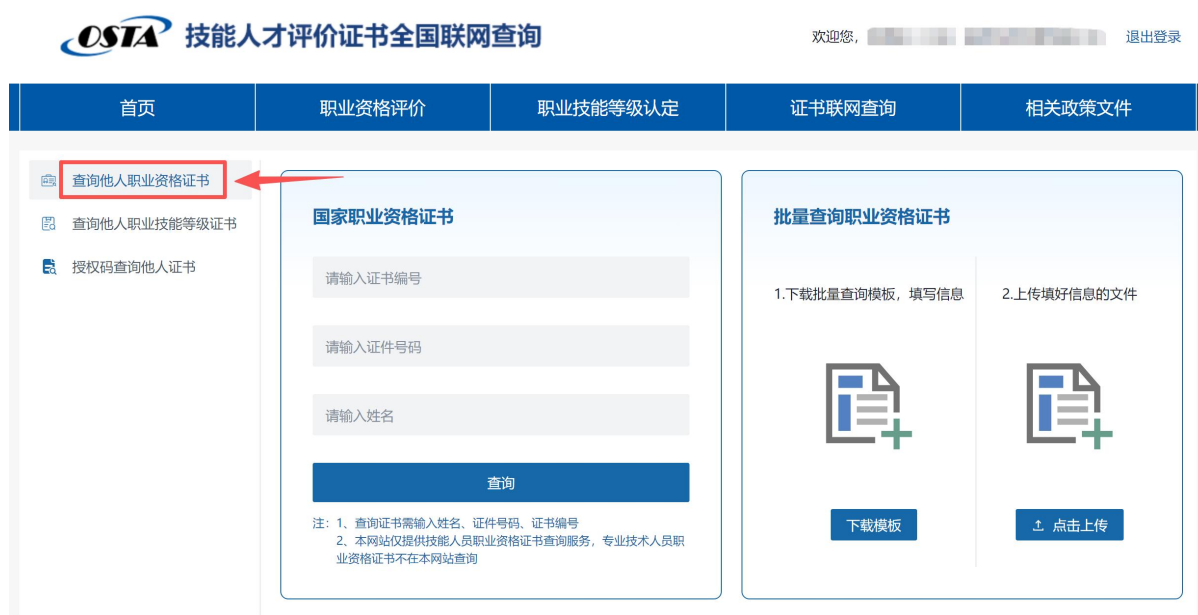 OSTA 技能人才评价证书全国联网查询
欢迎您,
退出登录
首页
职业资格评价
职业技能等级认定
证书联网查询
相关政策文件
查询他人职业资格证书
查询他人职业技能等级证书
授权码查询他人证书
国家职业资格证书
请输入证书编号
请输入证件号码
请输入姓名
查询
注：1、查询证书需输入姓名、证件号码、证书编号
2、本网站仅提供技能人员职业资格证书查询服务，专业技术人员职
业资格证书不在本网站查询
批量查询职业资格证书
1.下载批量查询模板，填写信息
2.上传填好信息的文件
下载模板
点击上传